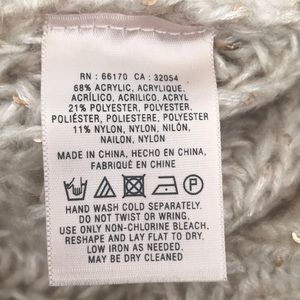 RN : 66170 CA : 32054
68% ACRYLIC, ACRYLIQUE,
ACRÍLICO, ACRILICO, ACRYL
21% POLYESTER, POLYESTER,
POLIÉSTER, POLIESTERE, POLYESTER
11% NYLON, NYLON, NILÓN,
NAILON, NYLON
MADE IN CHINA, HECHO EN CHINA,
FABRIQUÉ EN CHINE
HAND WASH COLD SEPARATELY.
DO NOT TWIST OR WRING.
USE ONLY NON-CHLORINE BLEACH.
RESHAPE AND LAY FLAT TO DRY.
LOW IRON AS NEEDED.
MAY BE DRY CLEANED